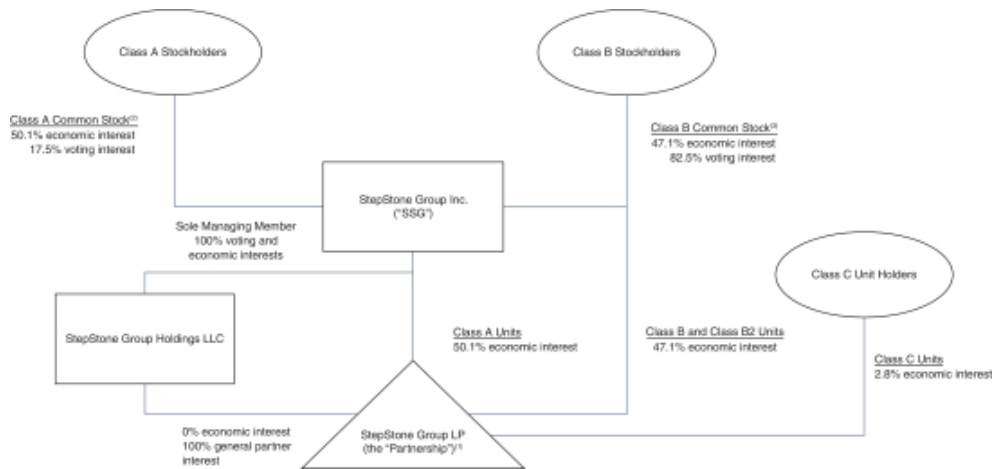 Class A Stockholders
Class B Stockholders
Class A Common Stock(2)
50.1% economic interest
17.5% voting interest
Class B Common Stock(3)
47.1% economic interest
82.5% voting interest
StepStone Group Inc.
("SSG")
Sole Managing Member
100% voting and
economic interests
Class C Unit Holders
StepStone Group Holdings LLC
Class A Units
50.1% economic interest
Class B and Class B2 Units
47.1% economic interest
Class C Units
2.8% economic interest
0% economic interest
100% general partner
interest
StepStone Group LP
(the "Partnership")(1)